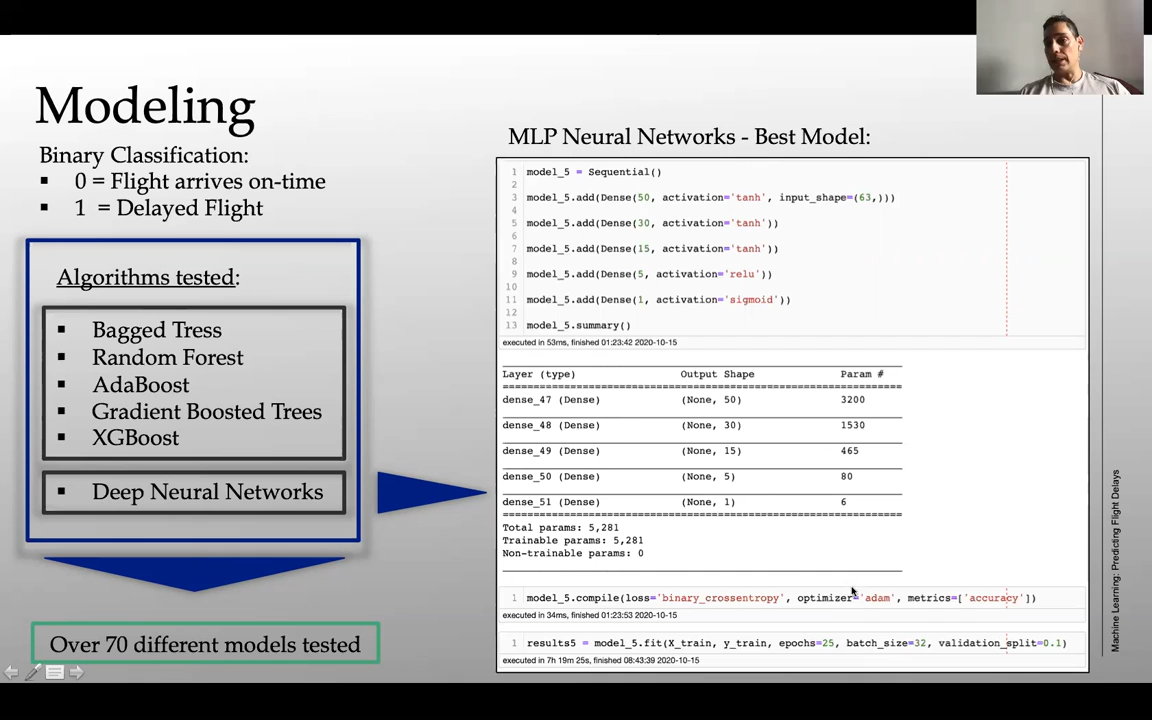 Modeling
Binary Classification:
▪ 0 = Flight arrives on-time
▪ 1 = Delayed Flight
Algorithms tested:
▪ Bagged Tress
▪ Random Forest
▪ AdaBoost
▪ Gradient Boosted Trees
▪ XGBoost
▪ Deep Neural Networks
Over 70 different models tested
MLP Neural Networks - Best Model:
1 model_5 = Sequential()
2
3 model_5.add(Dense(50, activation='tanh', input_shape=(63,)))
4
5 model_5.add(Dense(30, activation='tanh'))
6
7 model_5.add(Dense(15, activation='tanh'))
8
9 model_5.add(Dense(5, activation='relu'))
10
11 model_5.add(Dense(1, activation='sigmoid'))
12
13 model_5.summary()
executed in 53ms, finished 01:23:42 2020-10-15
Layer (type) Output Shape Param #
dense_47 (Dense) (None, 50) 3200
dense_48 (Dense) (None, 30) 1530
dense_49 (Dense) (None, 15) 465
dense_50 (Dense) (None, 5) 80
dense_51 (Dense) (None, 1) 6
Total params: 5,281
Trainable params: 5,281
Non-trainable params: 0
1 model_5.compile(loss='binary_crossentropy', optimizer='adam', metrics=['accuracy'])
executed in 34ms, finished 01:23:53 2020-10-15
1 results5 = model_5.fit(X_train, y_train, epochs=25, batch_size=32, validation_split=0.1)
executed in 7h 19m 25s, finished 08:43:39 2020-10-15
Machine Learning: Predicting Flight Delays